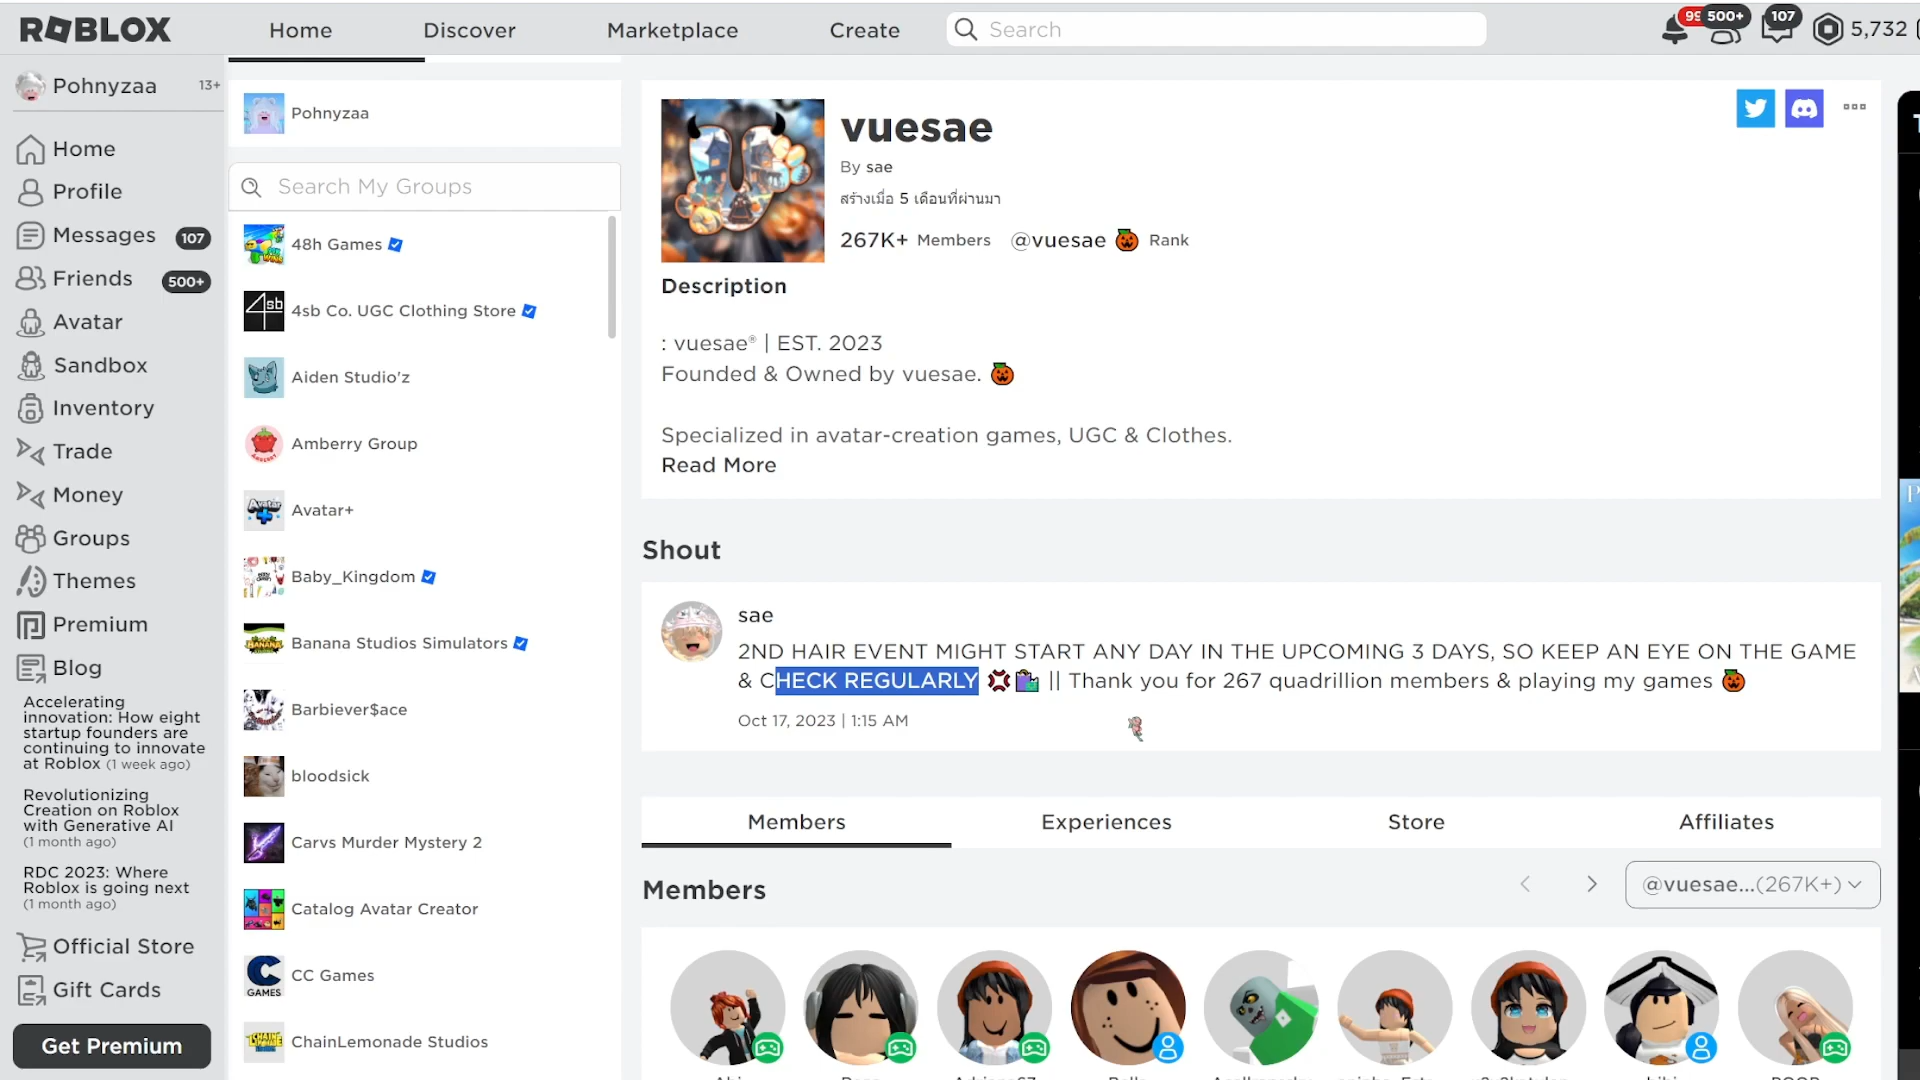 ROBLOX
Home
Discover
Marketplace
Create
Search
99
500+
107
5,732
Pohnyzaa
13+
Home
Profile
Messages
107
Friends
500+
Avatar
Sandbox
Inventory
Trade
Money
Groups
Themes
Premium
Blog
Accelerating
innovation: How eight
startup founders are
continuing to innovate
at Roblox (1 week ago)
Revolutionizing
Creation on Roblox
with Generative AI
(1 month ago)
RDC 2023: Where
Roblox is going next
(1 month ago)
Official Store
Gift Cards
Get Premium
Pohnyzaa
Search My Groups
48h Games
4sb
4sb Co. UGC Clothing Store
Aiden Studio'z
Amberry Group
Avatar+
Baby_Kingdom
Banana Studios Simulators
Barbiever$ace
bloodsick
Carvs Murder Mystery 2
Catalog Avatar Creator
GAMES
CC Games
ChainLemonade Studios
vuesae
By sae
สร้างเมื่อ 5 เดือนที่ผ่านมา
267K+ Members @vuesae 🎃 Rank
Description
: vuesae® | EST. 2023
Founded & Owned by vuesae. 🎃
Specialized in avatar-creation games, UGC & Clothes.
Read More
Shout
sae
2ND HAIR EVENT MIGHT START ANY DAY IN THE UPCOMING 3 DAYS, SO KEEP AN EYE ON THE GAME
& CHECK REGULARLY 💢🛍️ || Thank you for 267 quadrillion members & playing my games 🎃
Oct 17, 2023 | 1:15 AM
Members
Experiences
Store
Affiliates
Members
@vuesae...(267K+)